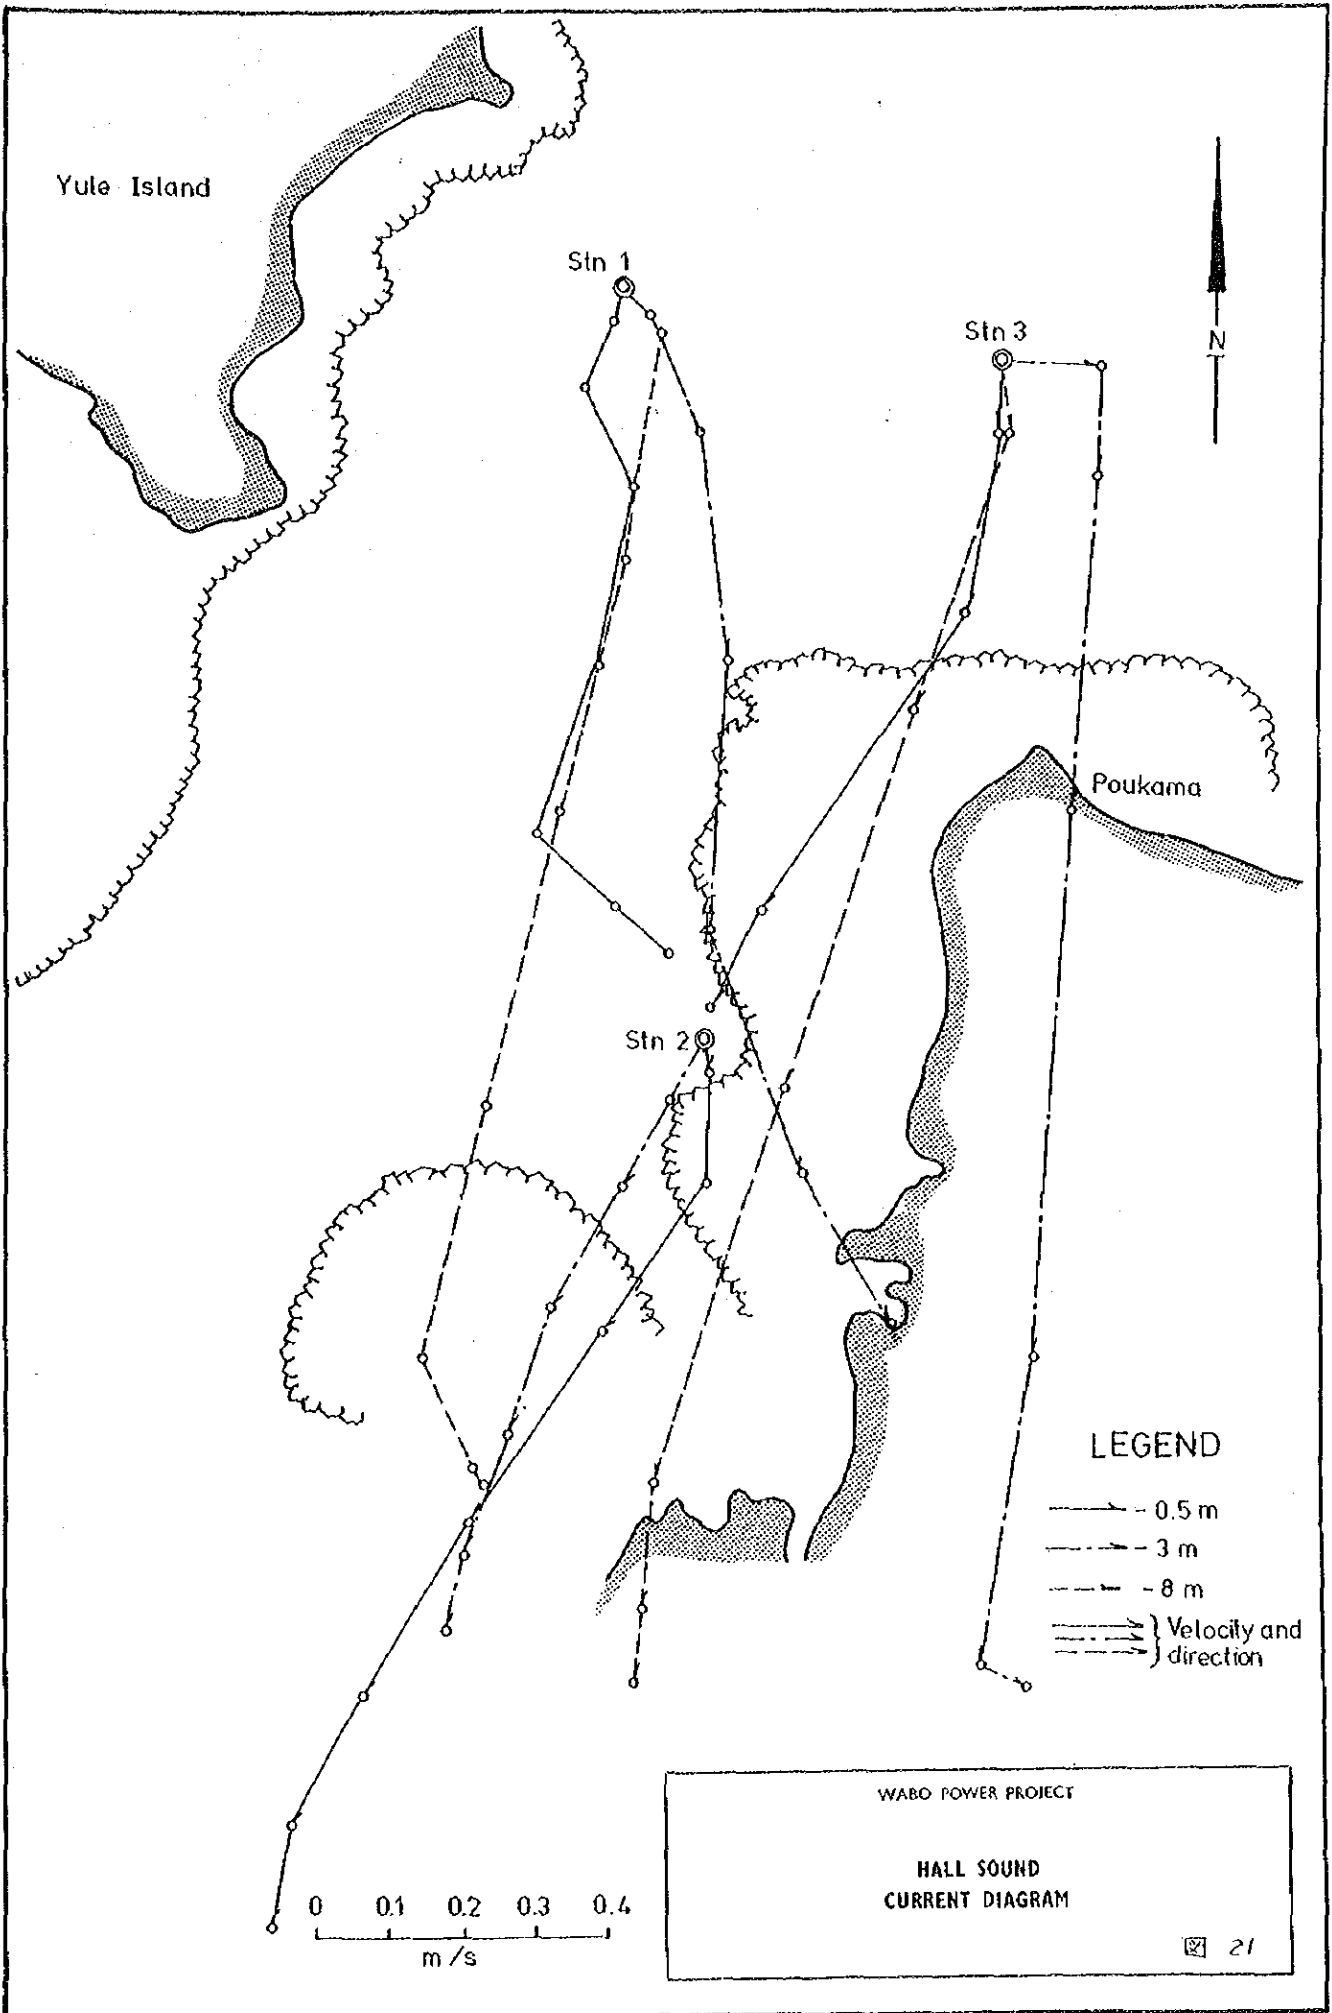 Yule Island
Stn 1
Stn 3
N
Poukama
Stn 2
LEGEND
- 0.5 m
- 3 m
- 8 m
Velocity and
direction
0 0.1 0.2 0.3 0.4
m/s
WABO POWER PROJECT
HALL SOUND
CURRENT DIAGRAM
図 21